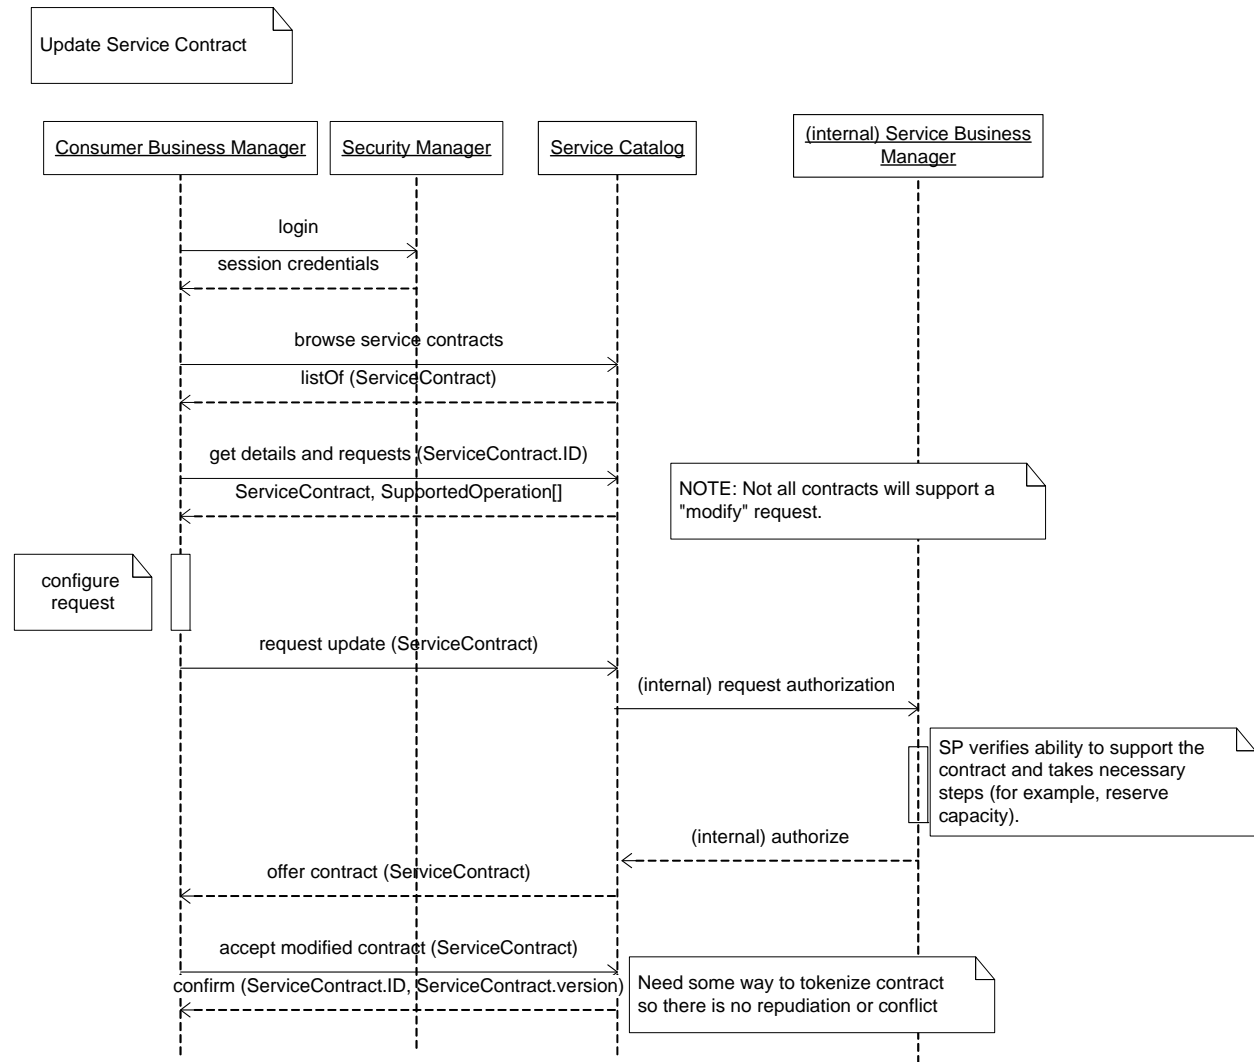 Update Service Contract
Consumer Business Manager
Security Manager
Service Catalog
(internal) Service Business
Manager
login
session credentials
browse service contracts
listOf (ServiceContract)
get details and requests (ServiceContract.ID)
ServiceContract, SupportedOperation[]
NOTE: Not all contracts will support a
"modify" request.
configure
request
request update (ServiceContract)
(internal) request authorization
SP verifies ability to support the
contract and takes necessary
steps (for example, reserve
capacity).
(internal) authorize
offer contract (ServiceContract)
accept modified contract (ServiceContract)
confirm (ServiceContract.ID, ServiceContract.version)
Need some way to tokenize contract
so there is no repudiation or conflict